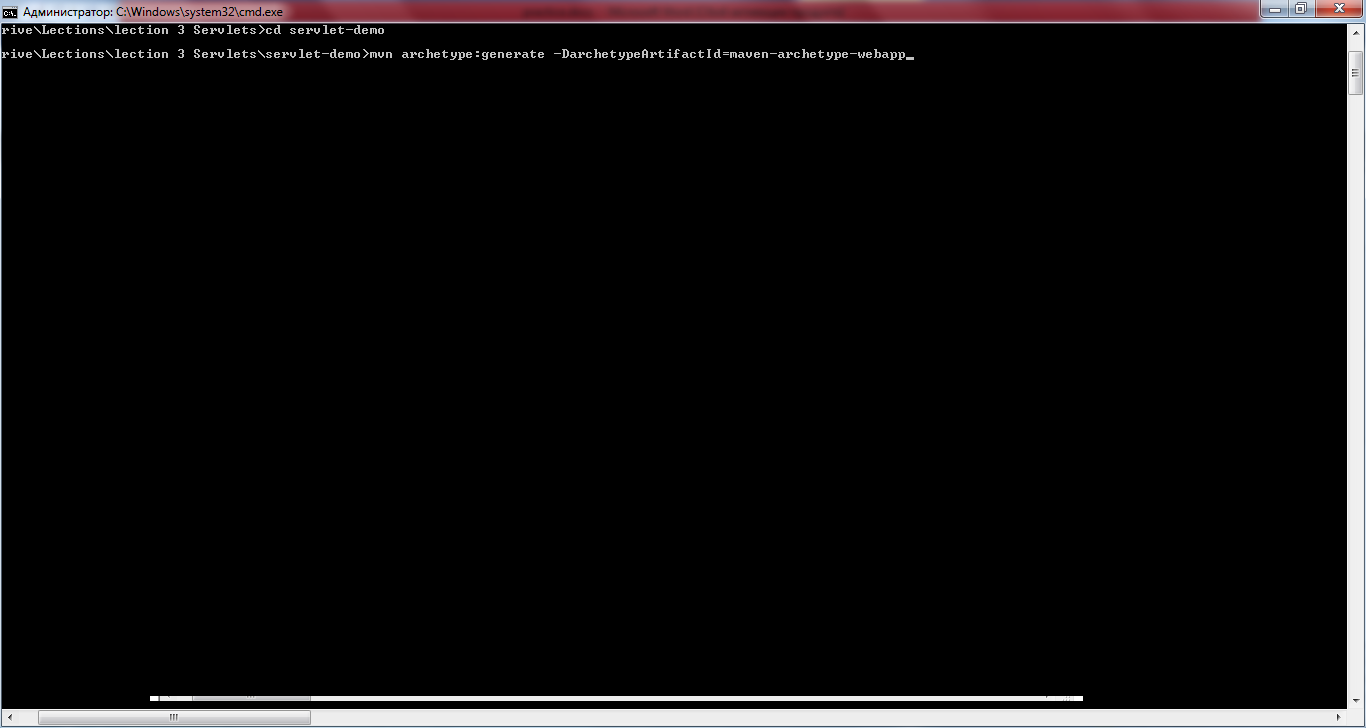 Администратор: C:\Windows\system32\cmd.exe
rive\Lections\lection 3 Servlets>cd servlet-demo
rive\Lections\lection 3 Servlets\servlet-demo>mvn archetype:generate -DarchetypeArtifactId=maven-archetype-webapp_